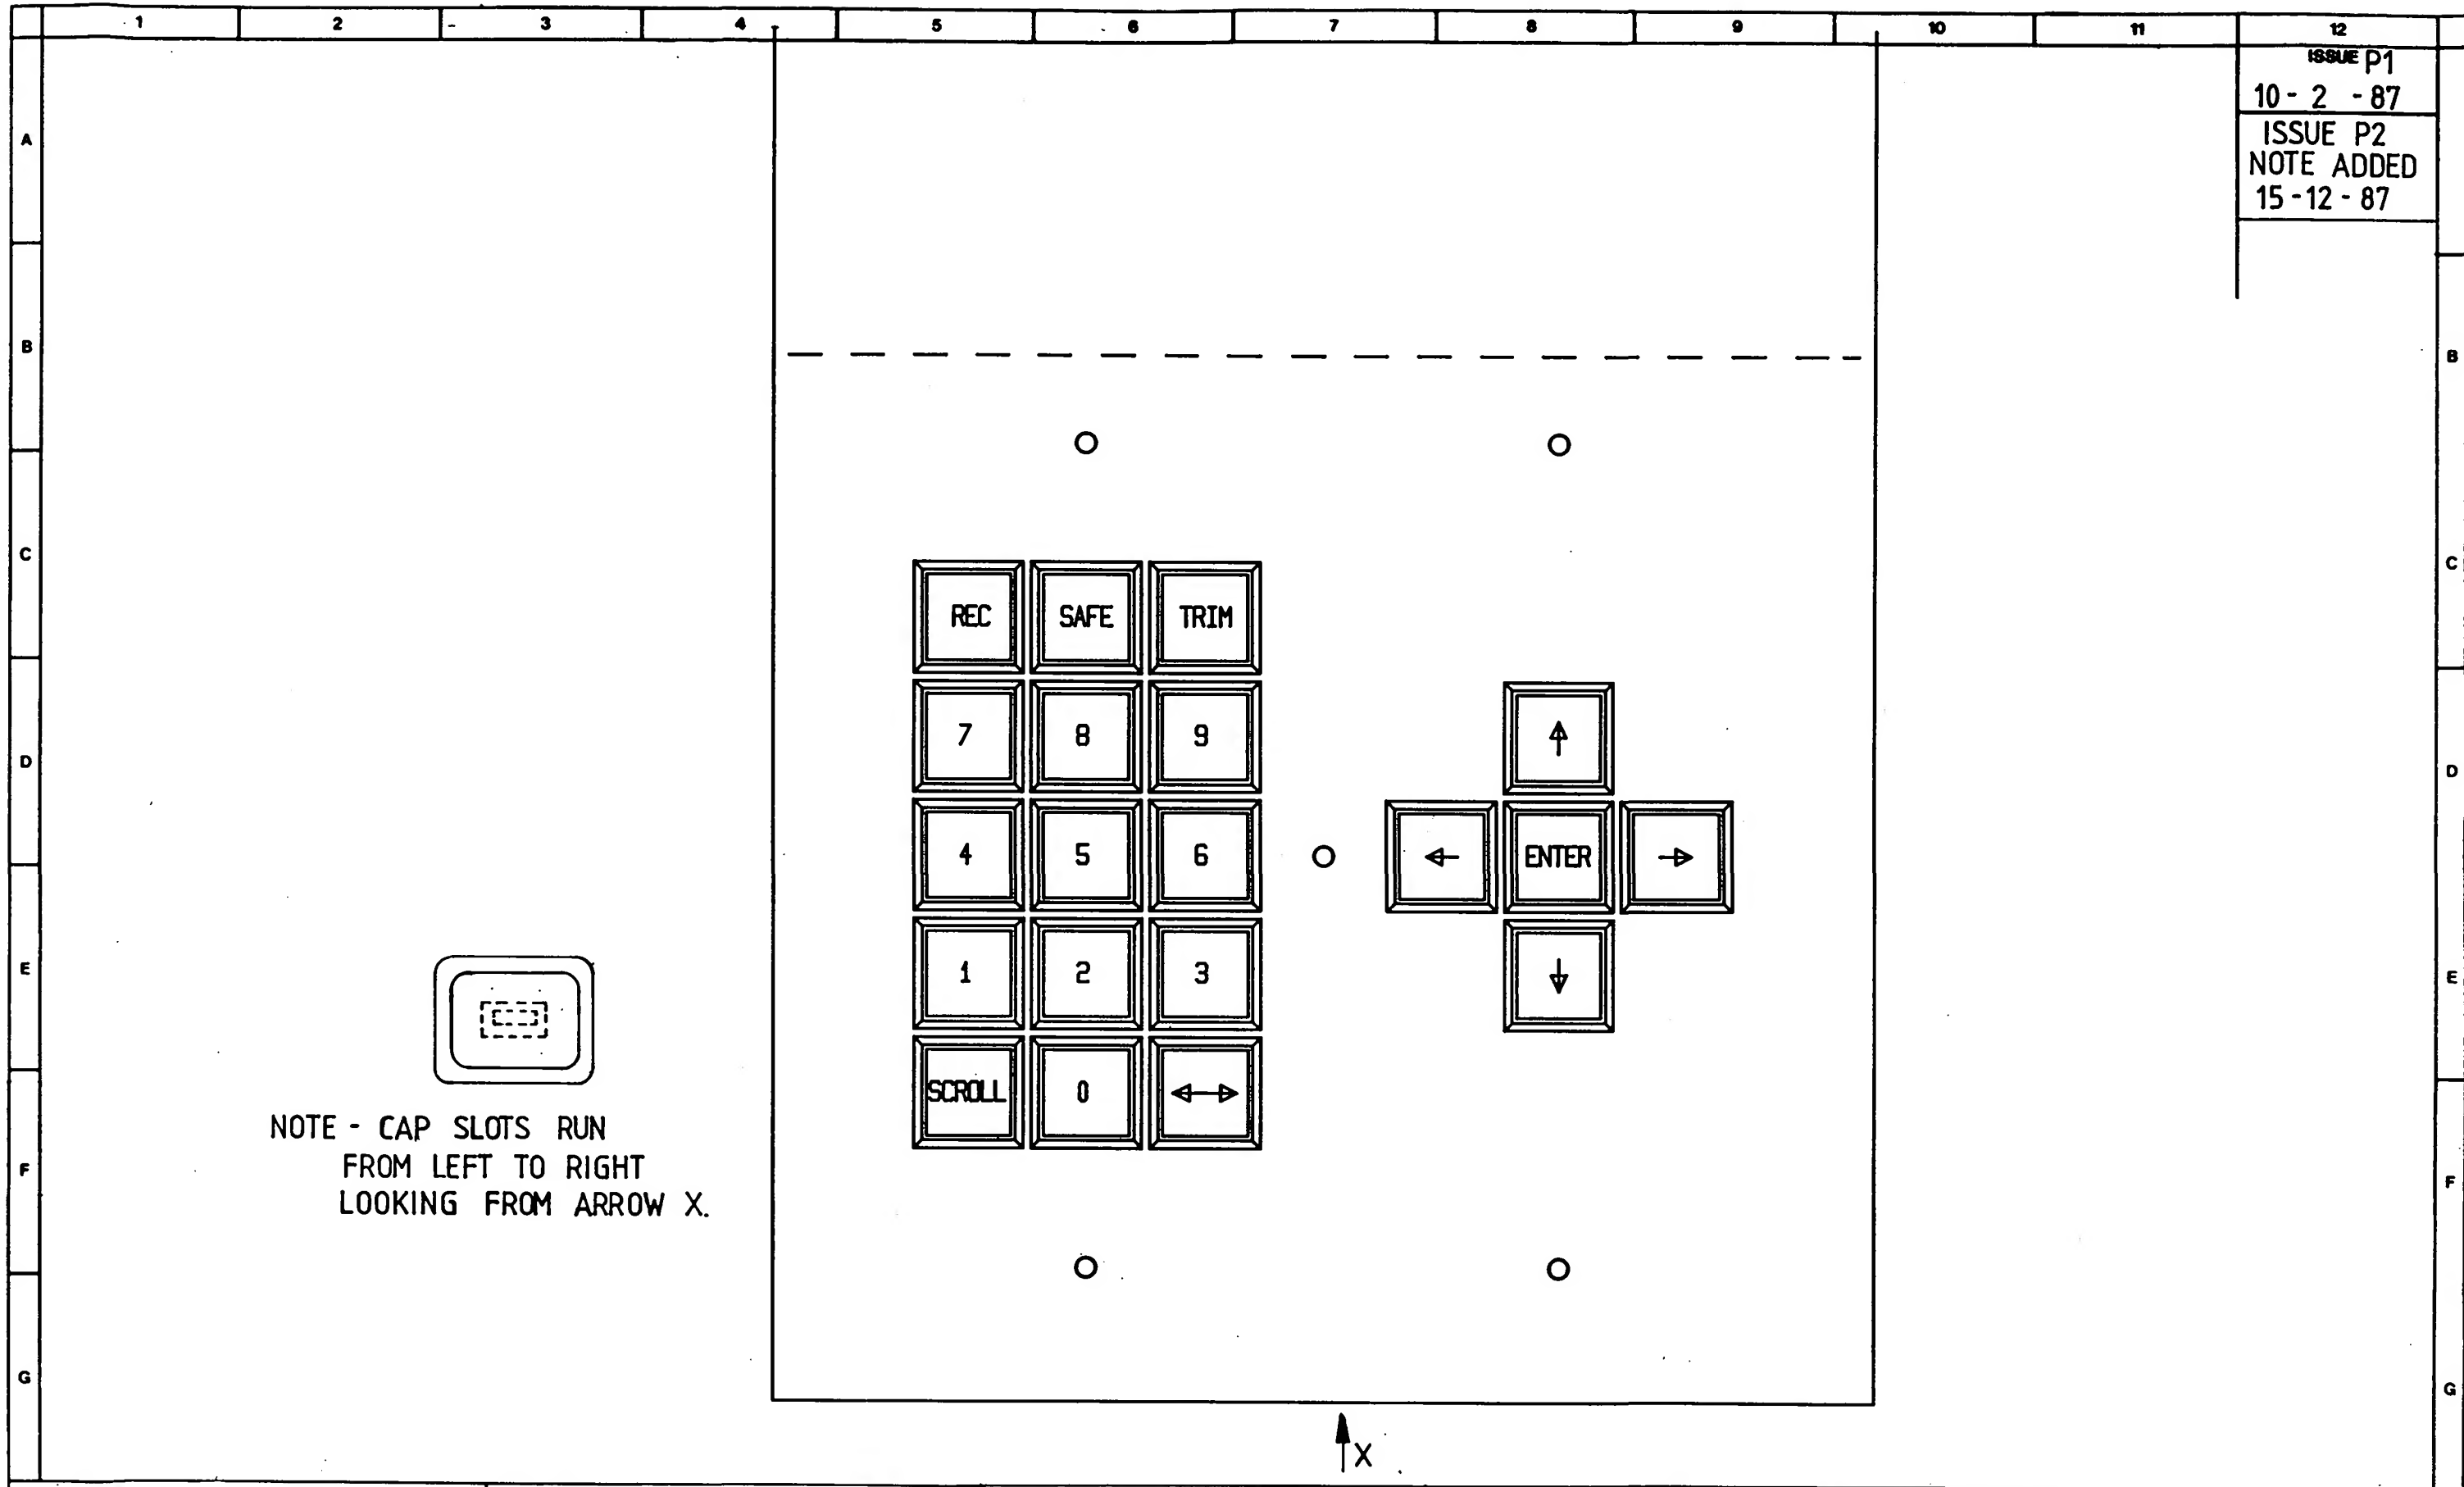 1 2 3 4 5 6 7 8 9 10 11 12
ISSUE P1
10 - 2 - 87
ISSUE P2
NOTE ADDED
15 - 12 - 87
A
B B
C C
REC SAFE TRIM
7 8 9
D D
4 5 6 ENTER
E E
1 2 3
SCROLL 0
NOTE - CAP SLOTS RUN
FROM LEFT TO RIGHT
LOOKING FROM ARROW X.
F F
G G
X